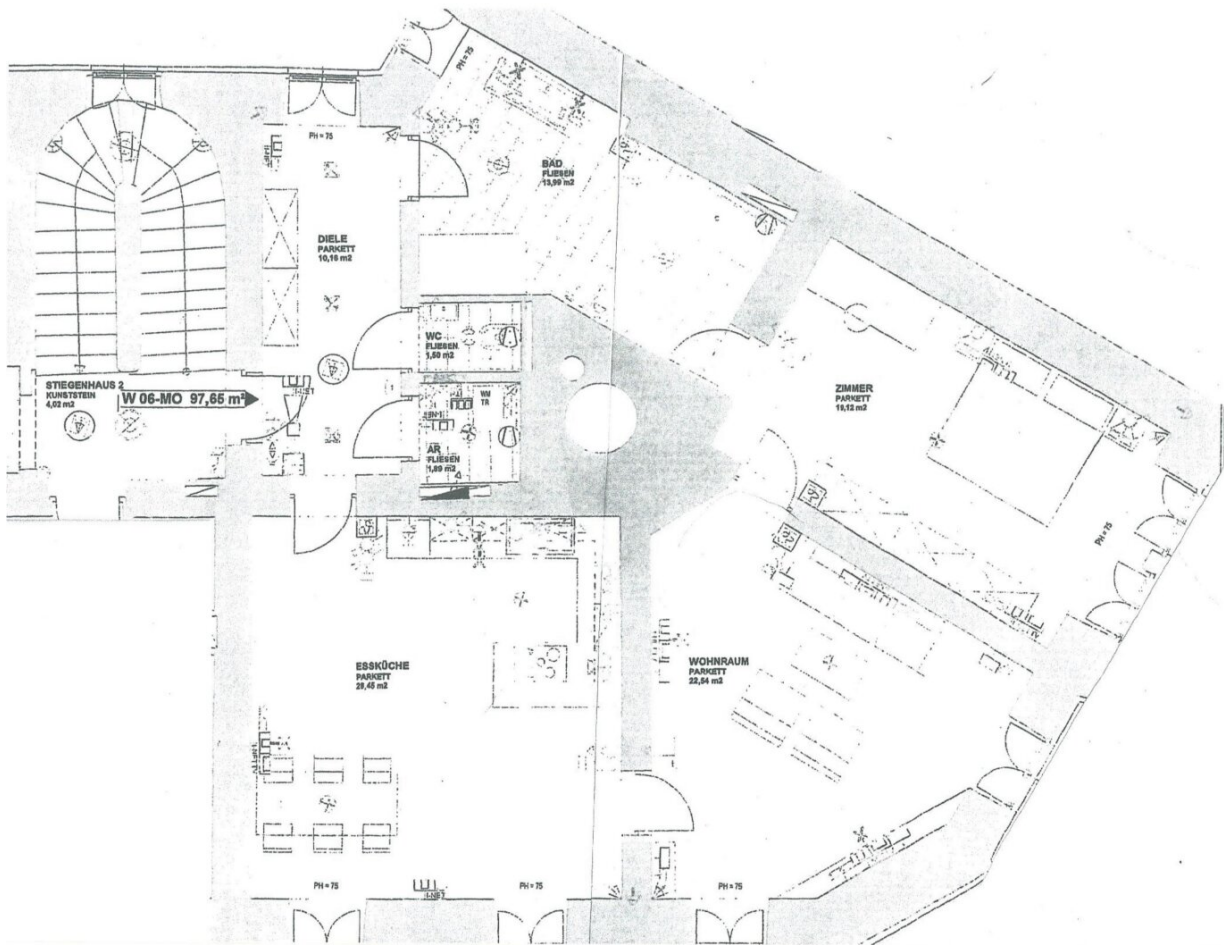 PH = 75
PH = 75
BAD
FLIESEN
13,99 m2
DIELE
PARKETT
10,16 m2
WC
FLIESEN
1,50 m2
STIEGENHAUS 2
KUNSTSTEIN
4,02 m2
W 06-MO 97,65 m²
WM
TR
AR
FLIESEN
1,89 m2
ZIMMER
PARKETT
19,12 m2
PH = 75
ESSKÜCHE
PARKETT
28,45 m2
WOHNRAUM
PARKETT
22,54 m2
PH = 75
I-NET
PH = 75
PH = 75